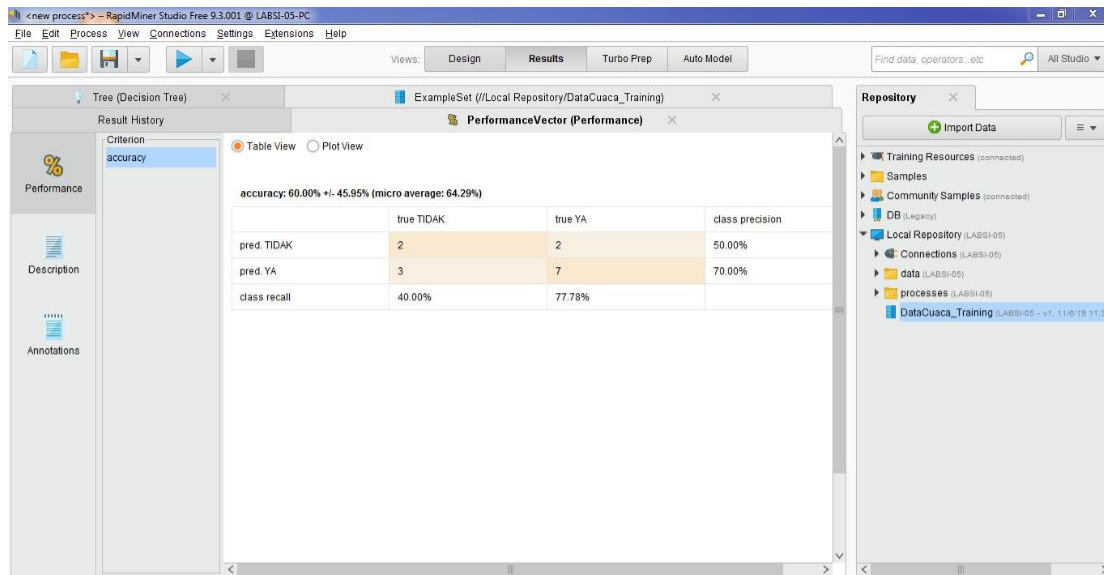 <new process*> – RapidMiner Studio Free 9.3.001 @ LABSI-05-PC
File Edit Process View Connections Settings Extensions Help
Views: Design Results Turbo Prep Auto Model
Find data, operators...etc
All Studio
Tree (Decision Tree)
ExampleSet (//Local Repository/DataCuaca_Training)
Result History
PerformanceVector (Performance)
Performance
Description
Annotations
Criterion
accuracy
Table View Plot View
accuracy: 60.00% +/- 45.95% (micro average: 64.29%)
true TIDAK true YA class precision
pred. TIDAK 2 2 50.00%
pred. YA 3 7 70.00%
class recall 40.00% 77.78%
Repository
Import Data
Training Resources (connected)
Samples
Community Samples (connected)
DB (Legacy)
Local Repository (LABSI-05)
Connections (LABSI-05)
data (LABSI-05)
processes (LABSI-05)
DataCuaca_Training (LABSI-05 - v1, 11/6/19 11:3